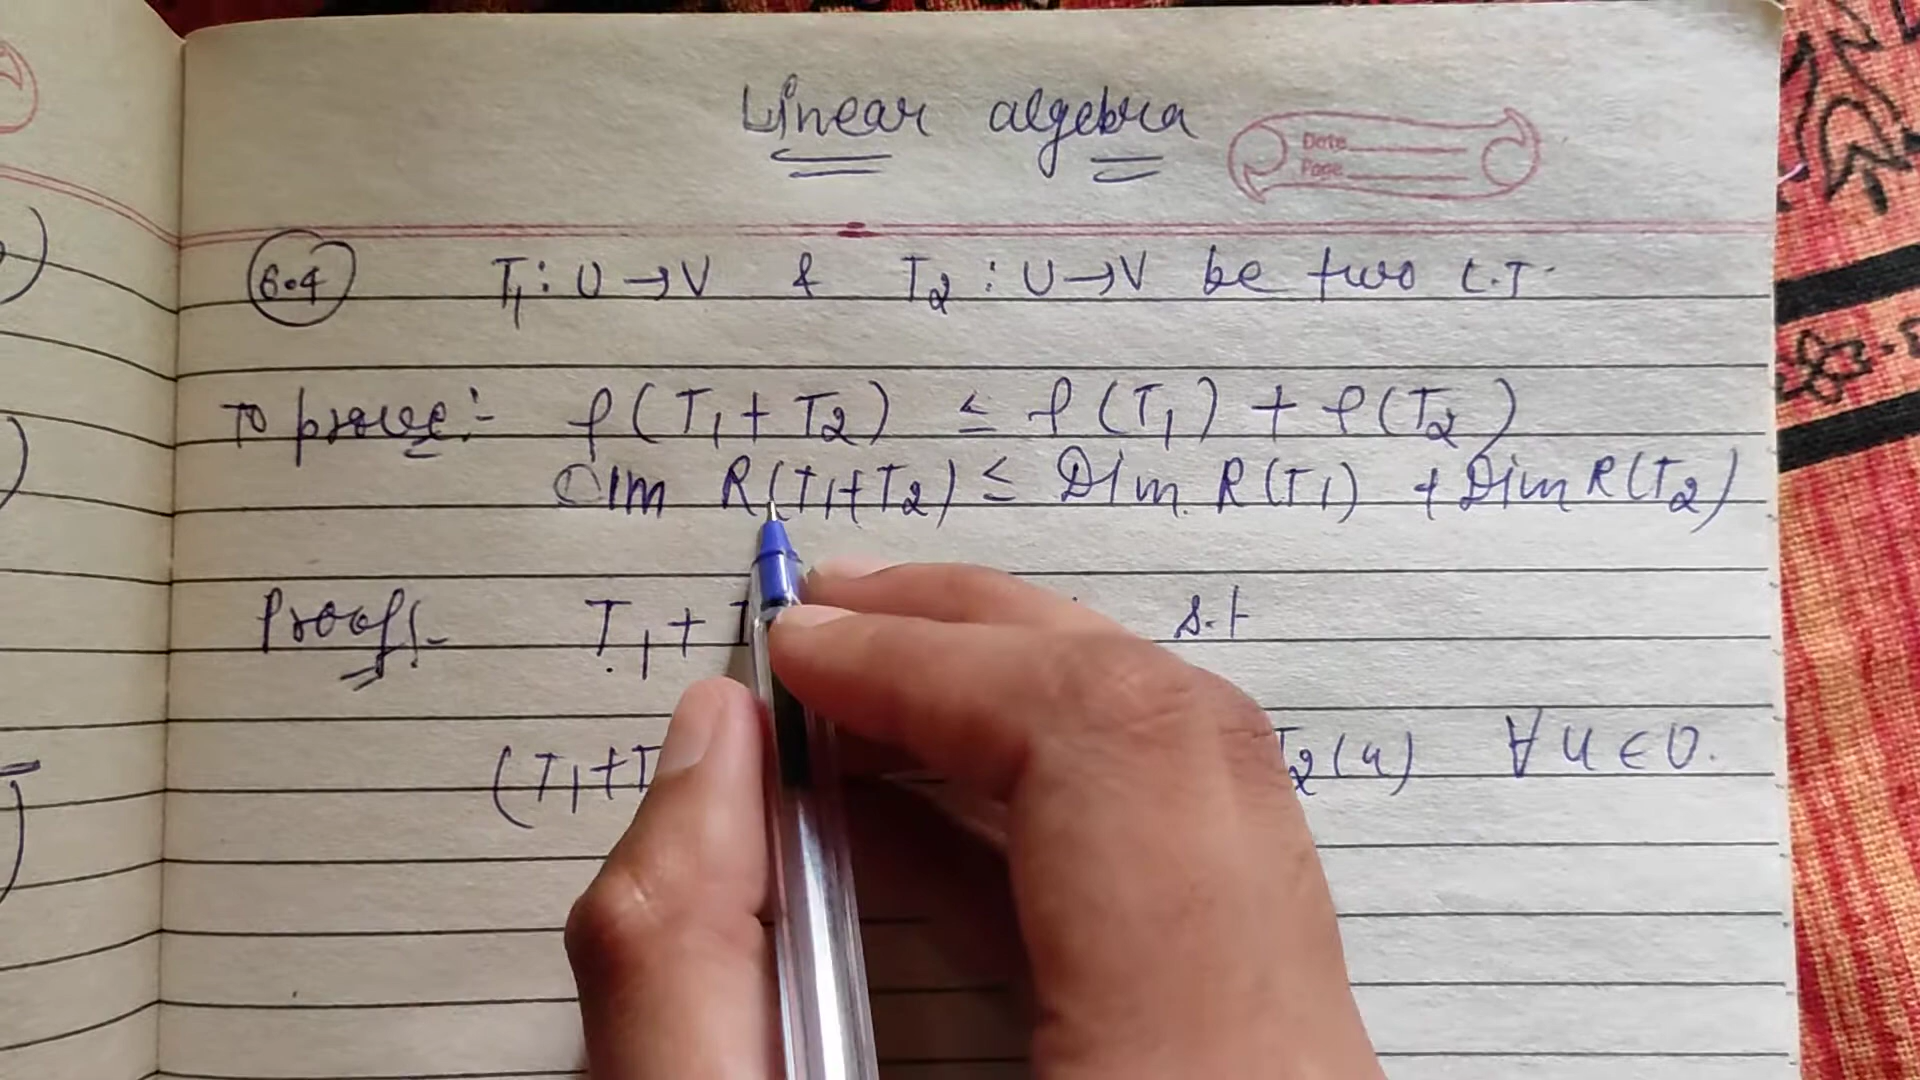 Linear algebra
Date
Page
6.4 T₁ : U → V & T₂ : U → V be two L.T.
To prove :- ρ(T₁ + T₂) ≤ ρ(T₁) + ρ(T₂)
Dim R(T₁+T₂) ≤ Dim R(T₁) + Dim R(T₂)
Proof:- T₁ + T s.t
(T₁+T T₂(u) ∀ u ∈ U.